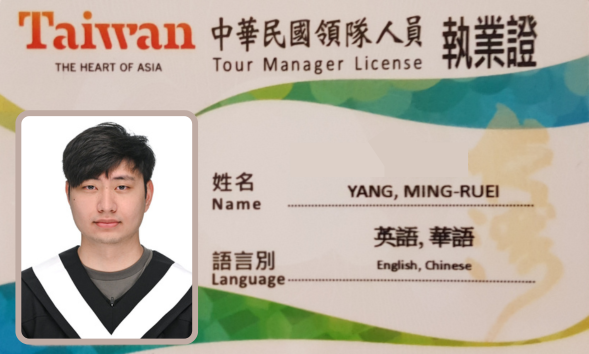 Taiwan
THE HEART OF ASIA
中華民國領隊人員 執業證
Tour Manager License
姓名
Name
YANG, MING-RUEI
英語, 華語
語言別
English, Chinese
Language